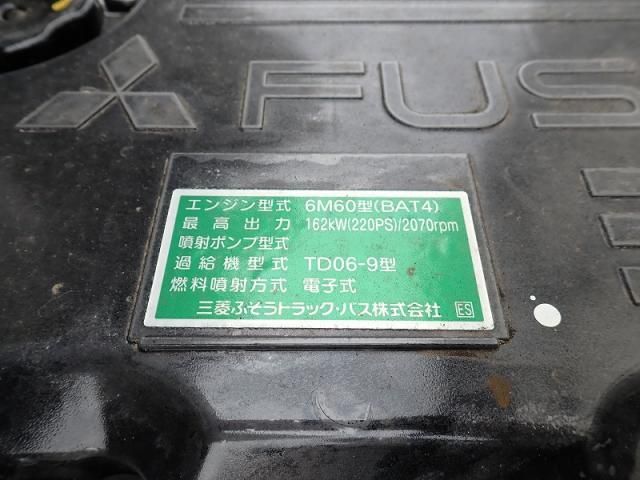 FUS
エンジン型式 6M60型(BAT4)
最高出力 162kW(220PS)/2070rpm
噴射ポンプ型式
過給機型式 TD06-9型
燃料噴射方式 電子式
三菱ふそうトラック・バス株式会社 ES